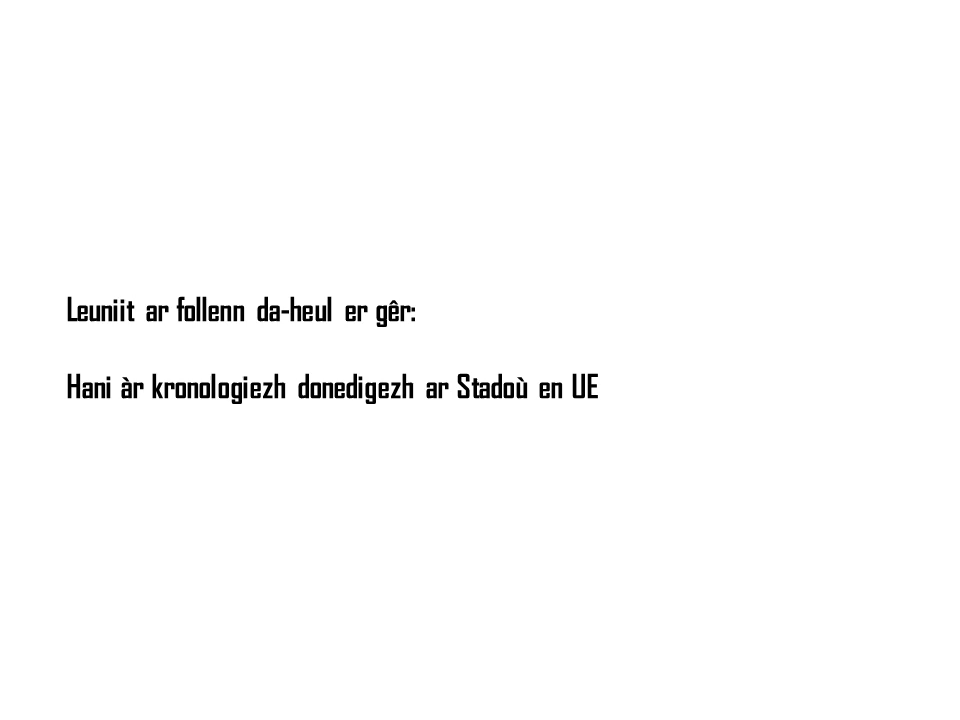 Leuniit ar follenn da-heul er gêr:
Hani àr kronologiezh donedigezh ar Stadoù en UE